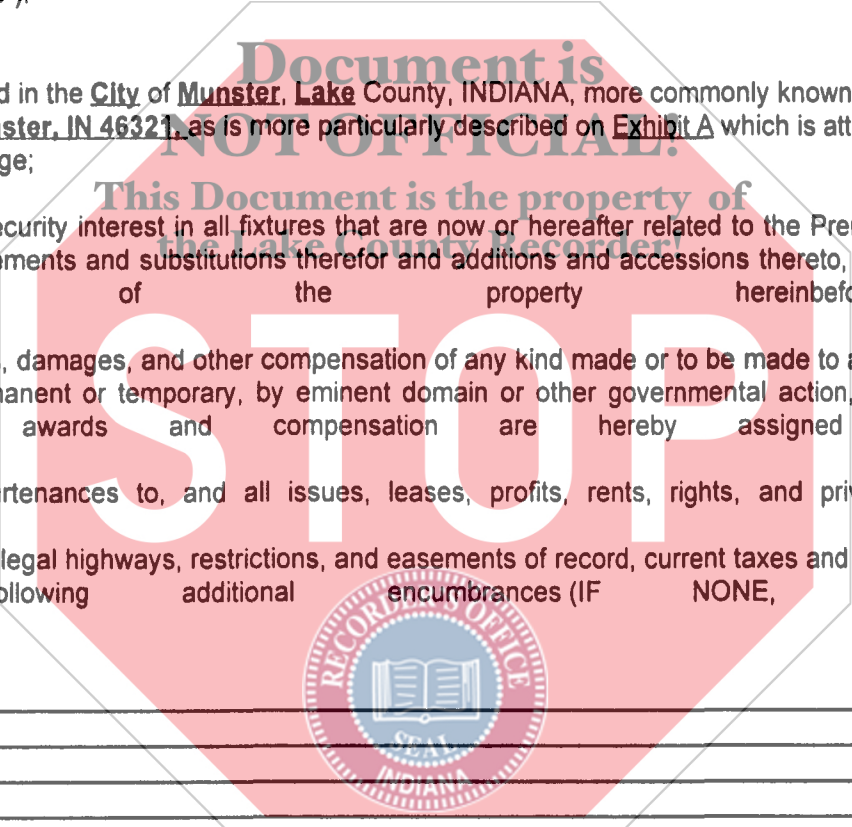 Document is
d in the City of Munster, Lake County, INDIANA, more commonly known
ster, IN 46321, as is more particularly described on Exhibit A which is att
NOT OFFICIAL!
ge;
This Document is the property of
ecurity interest in all fixtures that are now or hereafter related to the Pre
the Lake County Recorder!
ements and substitutions therefor and additions and accessions thereto,
of the property hereinbefo
STOP
, damages, and other compensation of any kind made or to be made to a
nanent or temporary, by eminent domain or other governmental action,
awards and compensation are hereby assigned
rtenances to, and all issues, leases, profits, rents, rights, and priv
legal highways, restrictions, and easements of record, current taxes and
ollowing additional encumbrances (IF NONE,
RECORDER'S OFFICE
SEAL
INDIANA